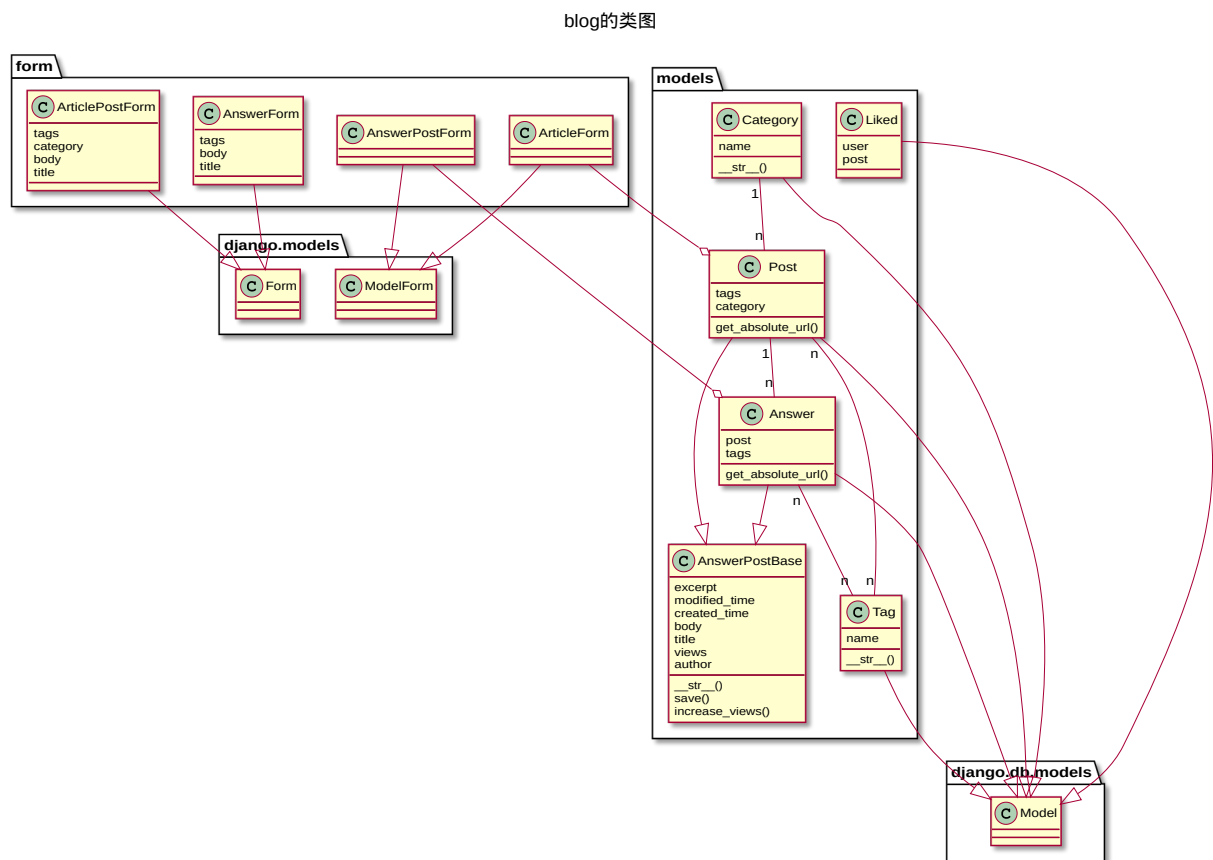 blog的类图
form
C ArticlePostForm
tags
category
body
title
C AnswerForm
tags
body
title
C AnswerPostForm
C ArticleForm
django.models
C Form
C ModelForm
models
C Category
name
__str__()
C Liked
user
post
1
n
C Post
tags
category
get_absolute_url()
1
n
n
C Answer
post
tags
get_absolute_url()
n
C AnswerPostBase
excerpt
modified_time
created_time
body
title
views
author
__str__()
save()
increase_views()
n
n
C Tag
name
__str__()
django.db.models
C Model